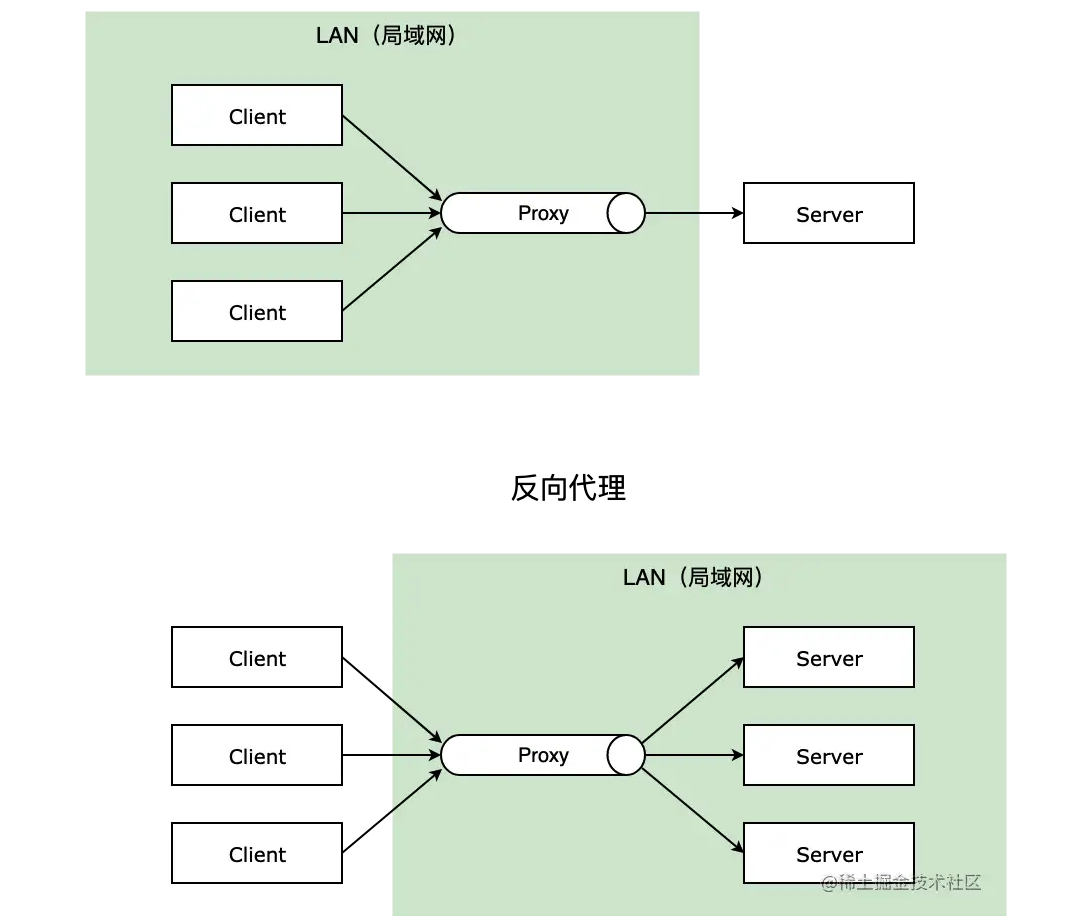 LAN（局域网）
Client
Client
Proxy
Server
Client
反向代理
LAN（局域网）
Client
Server
Client
Proxy
Server
Client
Server
@稀土掘金技术社区